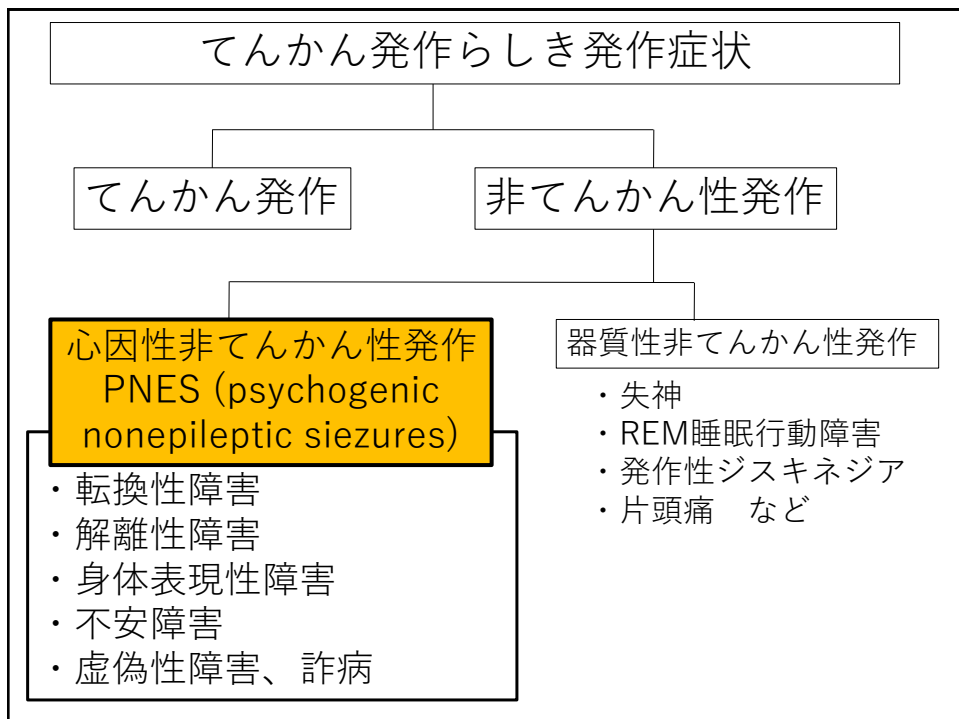 てんかん発作らしき発作症状
てんかん発作
非てんかん性発作
心因性非てんかん性発作
PNES (psychogenic
nonepileptic siezures)
・転換性障害
・解離性障害
・身体表現性障害
・不安障害
・虚偽性障害、詐病
器質性非てんかん性発作
・失神
・REM睡眠行動障害
・発作性ジスキネジア
・片頭痛　など